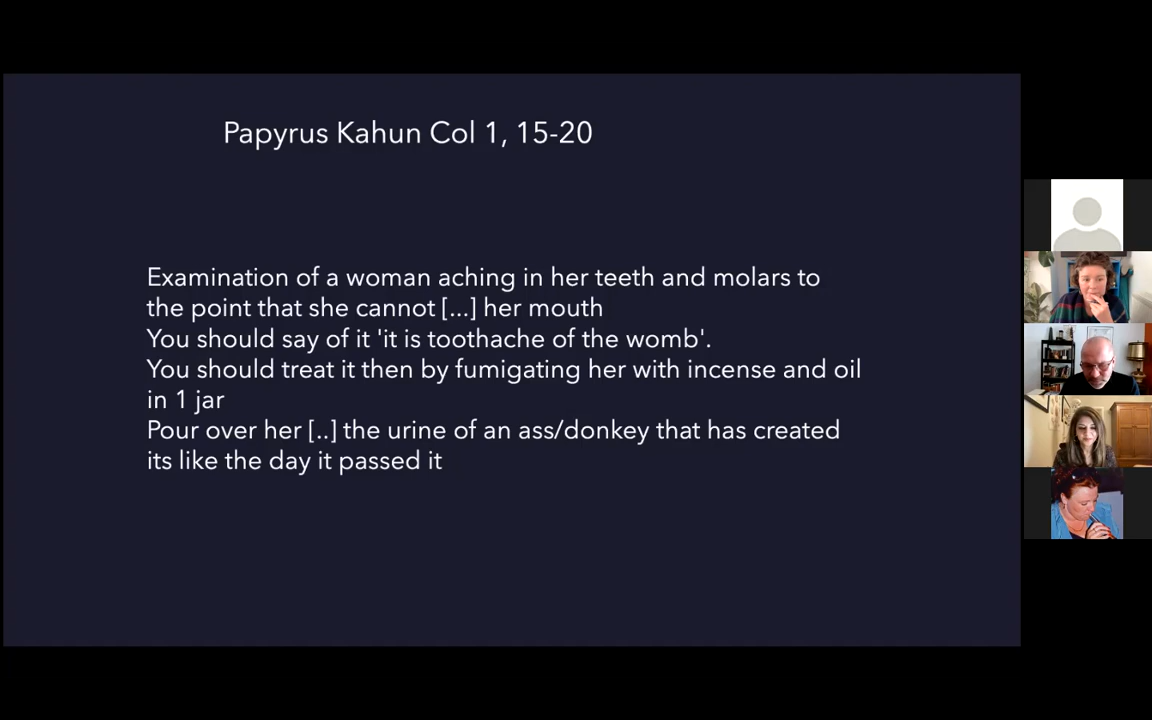 Papyrus Kahun Col 1, 15-20
Examination of a woman aching in her teeth and molars to
the point that she cannot [...] her mouth
You should say of it 'it is toothache of the womb'.
You should treat it then by fumigating her with incense and oil
in 1 jar
Pour over her [..] the urine of an ass/donkey that has created
its like the day it passed it